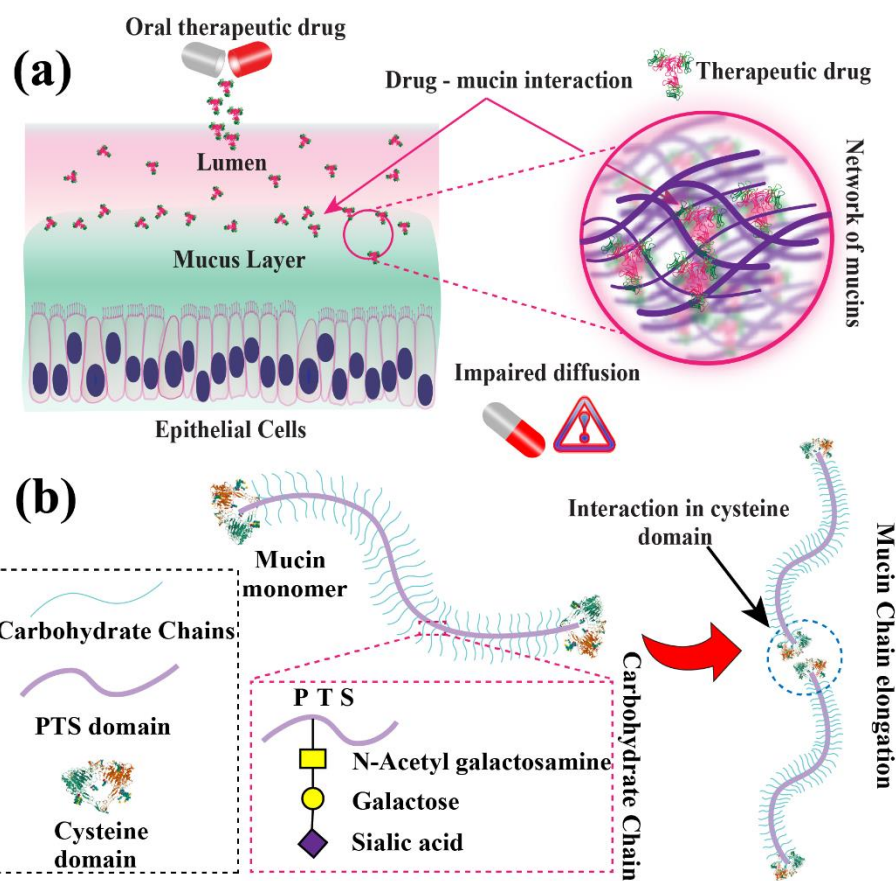 (a)
Oral therapeutic drug
Drug - mucin interaction
Therapeutic drug
Lumen
Mucus Layer
Epithelial Cells
Network of mucins
Impaired diffusion
(b)
Mucin
monomer
Interaction in cysteine
domain
Mucin Chain elongation
Carbohydrate Chains
PTS domain
Cysteine
domain
P T S
N-Acetyl galactosamine
Galactose
Sialic acid
Carbohydrate Chain